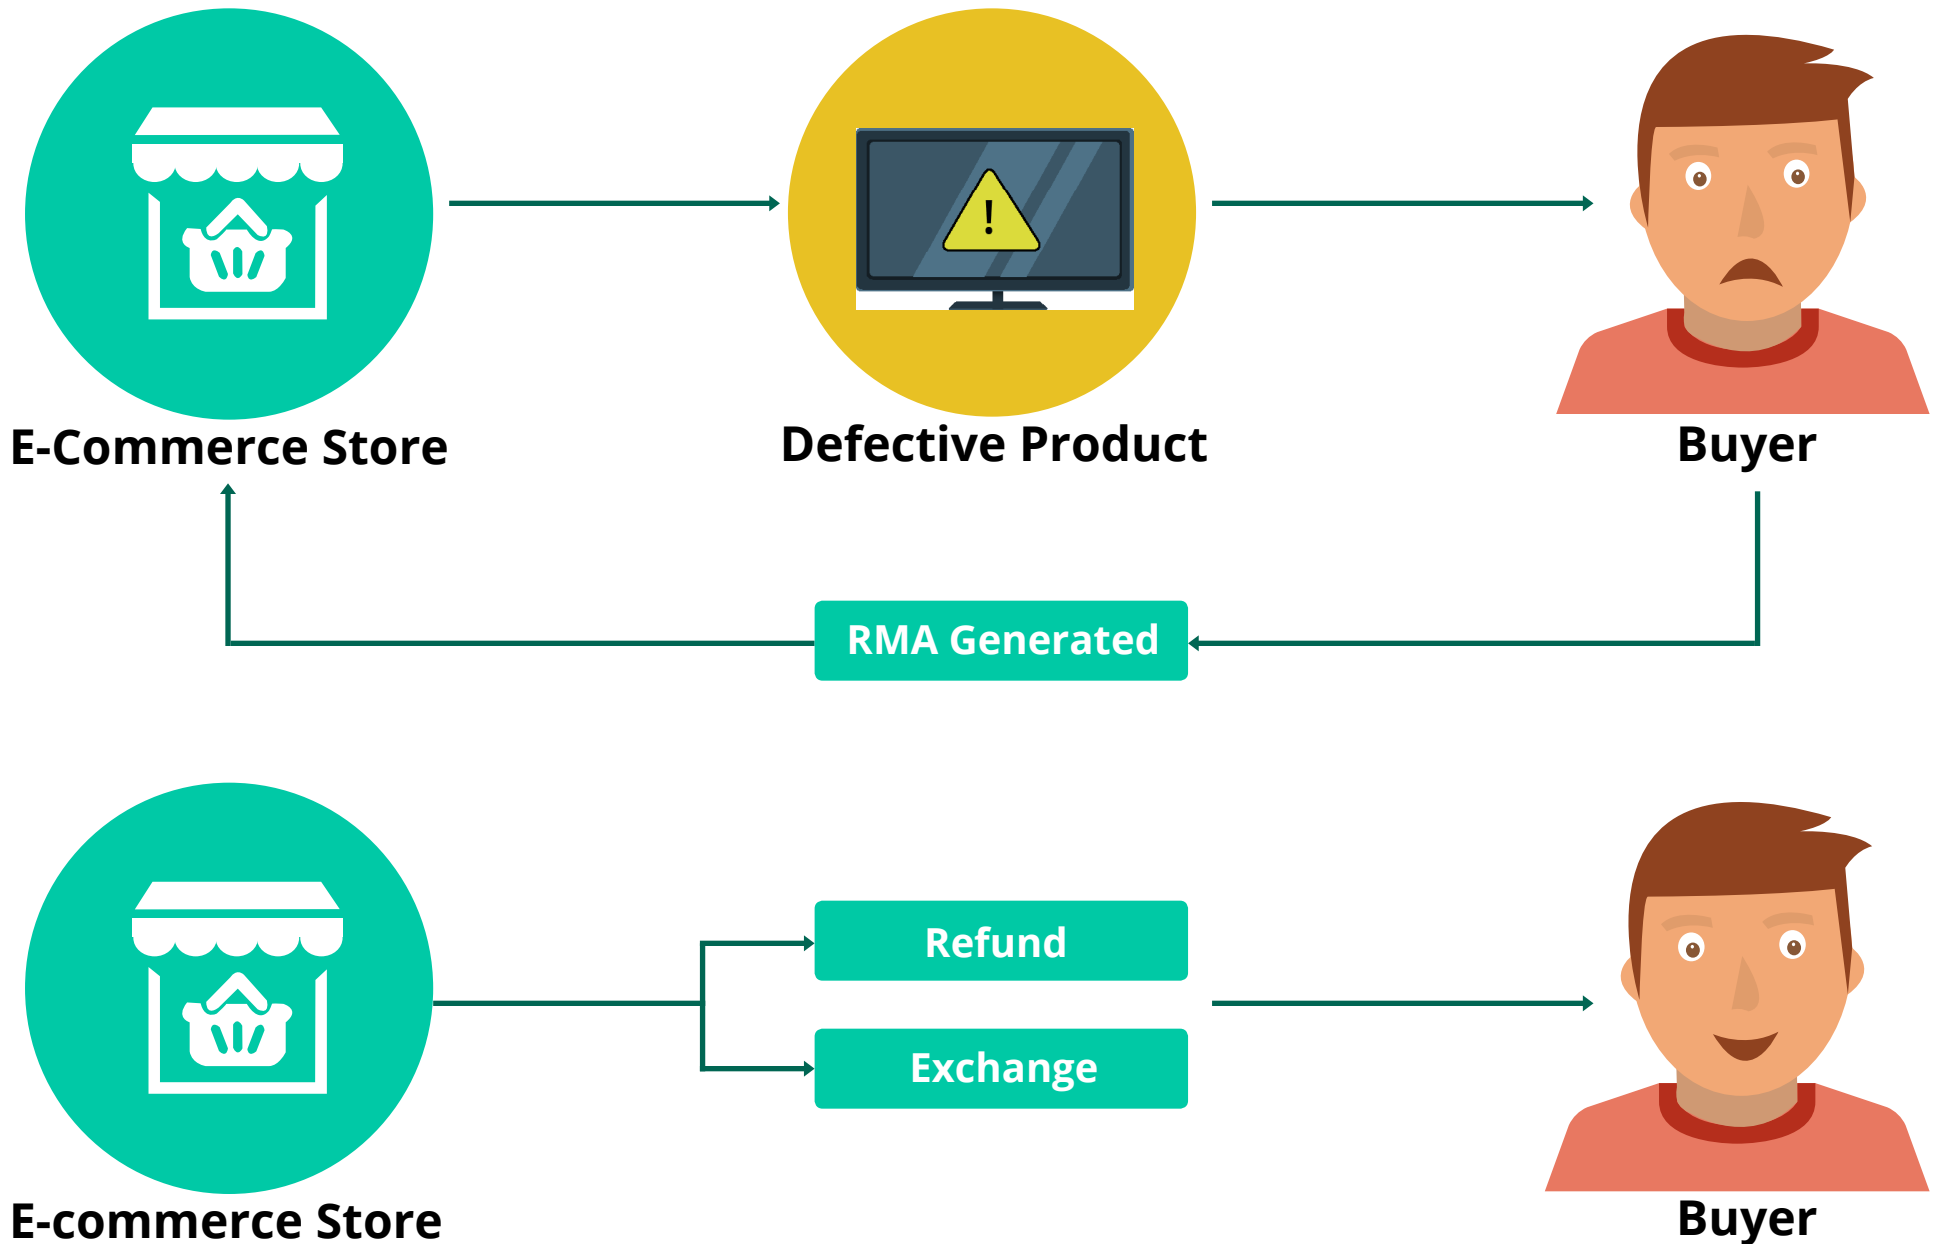 !
E-Commerce Store
Defective Product
Buyer
RMA Generated
Refund
Exchange
E-commerce Store
Buyer